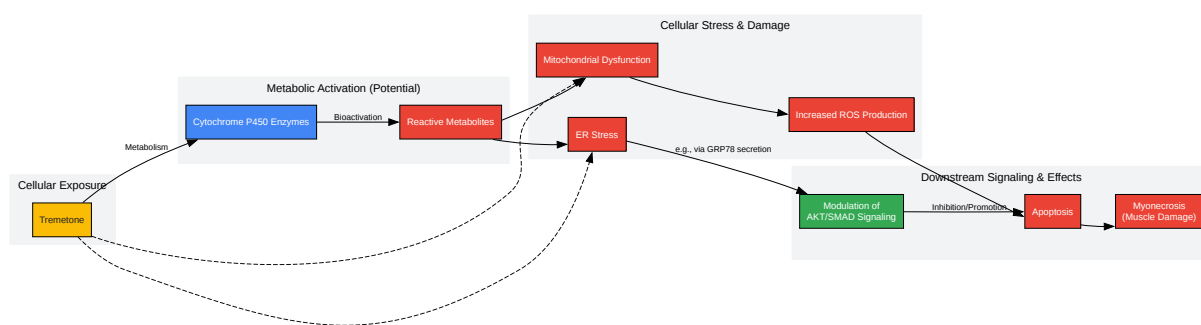 Cellular Stress & Damage
Mitochondrial Dysfunction
Metabolic Activation (Potential)
Cytochrome P450 Enzymes
Bioactivation
Reactive Metabolites
Increased ROS Production
ER Stress
Metabolism
e.g., via GRP78 secretion
Cellular Exposure
Tremetone
Downstream Signaling & Effects
Modulation of
AKT/SMAD Signaling
Inhibition/Promotion
Apoptosis
Myonecrosis
(Muscle Damage)